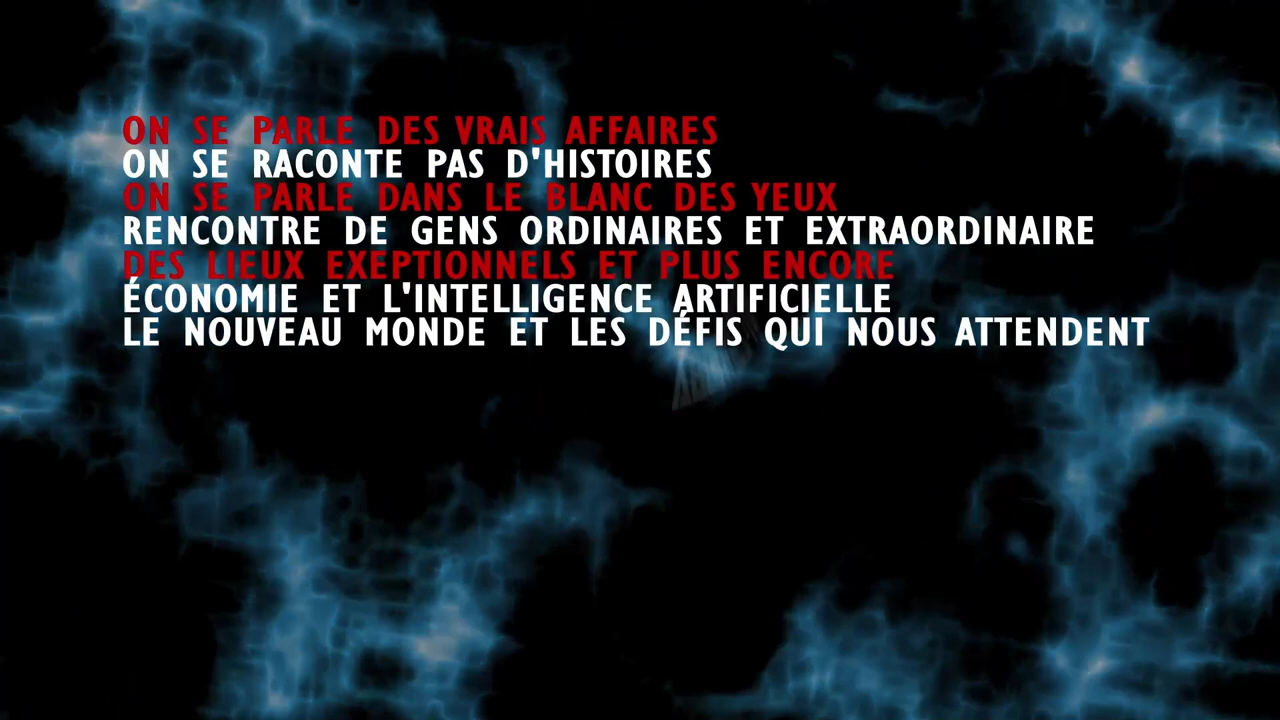 ON SE PARLE DES VRAIS AFFAIRES
ON SE RACONTE PAS D'HISTOIRES
ON SE PARLE DANS LE BLANC DES YEUX
RENCONTRE DE GENS ORDINAIRES ET EXTRAORDINAIRE
DES LIEUX EXEPTIONNELS ET PLUS ENCORE
ÉCONOMIE ET L'INTELLIGENCE ARTIFICIELLE
LE NOUVEAU MONDE ET LES DÉFIS QUI NOUS ATTENDENT